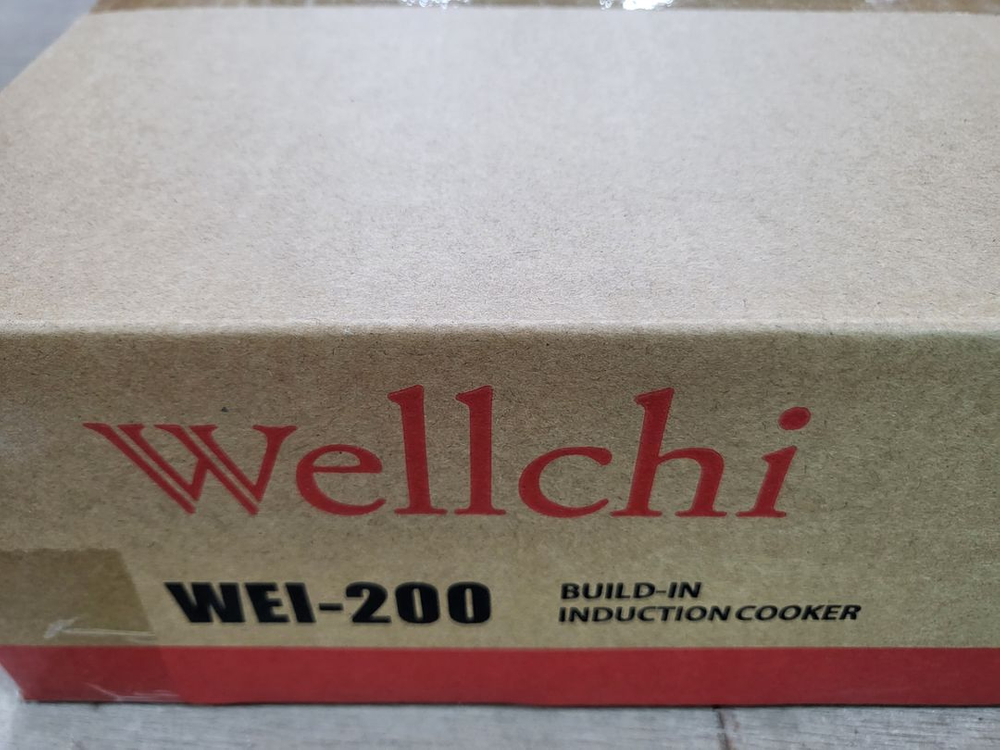 Wellchi
WEI-200
BUILD-IN
INDUCTION COOKER